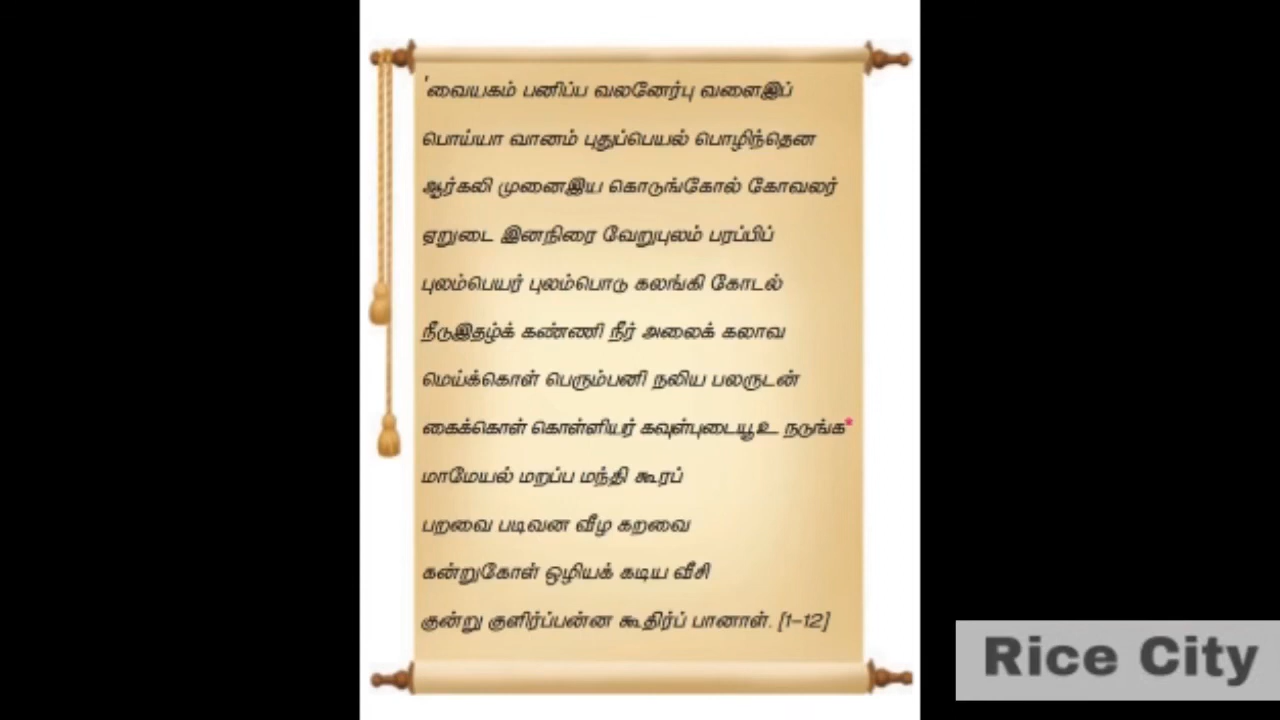 'வையகம் பனிப்ப வலனேர்பு வளைஇப்
பொய்யா வானம் புதுப்பெயல் பொழிந்தென
ஆர்கலி முனைஇய கொடுங்கோல் கோவலர்
ஏறுடை இனநிரை வேறுபுலம் பரப்பிப்
புலம்பெயர் புலம்பொடு கலங்கி கோடல்
நீடுஇதழ்க் கண்ணி நீர் அலைக் கலாவ
மெய்க்கொள் பெரும்பனி நலிய பலருடன்
கைக்கொள் கொள்ளியர் கவுள்புடையூஉ நடுங்க*
மாமேயல் மறப்ப மந்தி கூரப்
பறவை படிவன வீழ கறவை
கன்றுகோள் ஒழியக் கடிய வீசி
குன்று குளிர்ப்பன்ன கூதிர்ப் பானாள். [1-12]
Rice City